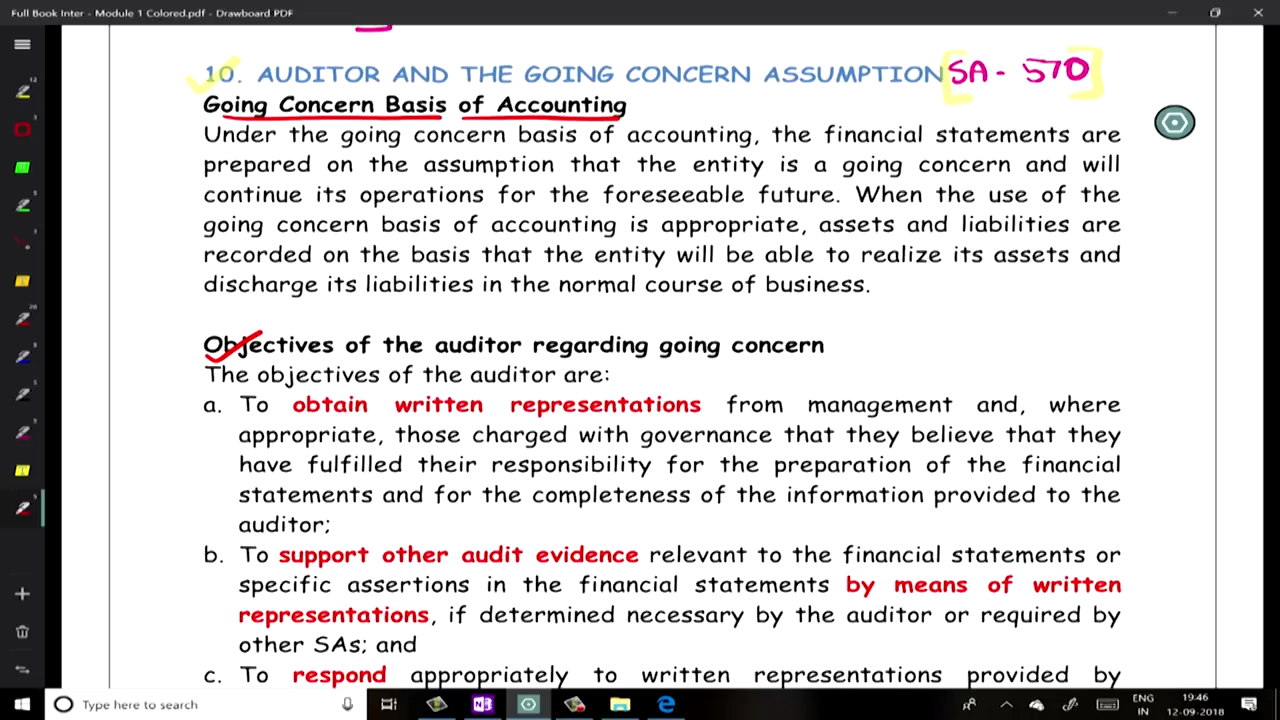 Full Book Inter - Module 1 Colored.pdf - Drawboard PDF
10. AUDITOR AND THE GOING CONCERN ASSUMPTION SA - 570
Going Concern Basis of Accounting
Under the going concern basis of accounting, the financial statements are
prepared on the assumption that the entity is a going concern and will
continue its operations for the foreseeable future. When the use of the
going concern basis of accounting is appropriate, assets and liabilities are
recorded on the basis that the entity will be able to realize its assets and
discharge its liabilities in the normal course of business.
Objectives of the auditor regarding going concern
The objectives of the auditor are:
a. To obtain written representations from management and, where
appropriate, those charged with governance that they believe that they
have fulfilled their responsibility for the preparation of the financial
statements and for the completeness of the information provided to the
auditor;
b. To support other audit evidence relevant to the financial statements or
specific assertions in the financial statements by means of written
representations, if determined necessary by the auditor or required by
other SAs; and
c. To respond appropriately to written representations provided by
Type here to search
ENG
IN
19:46
12-09-2018